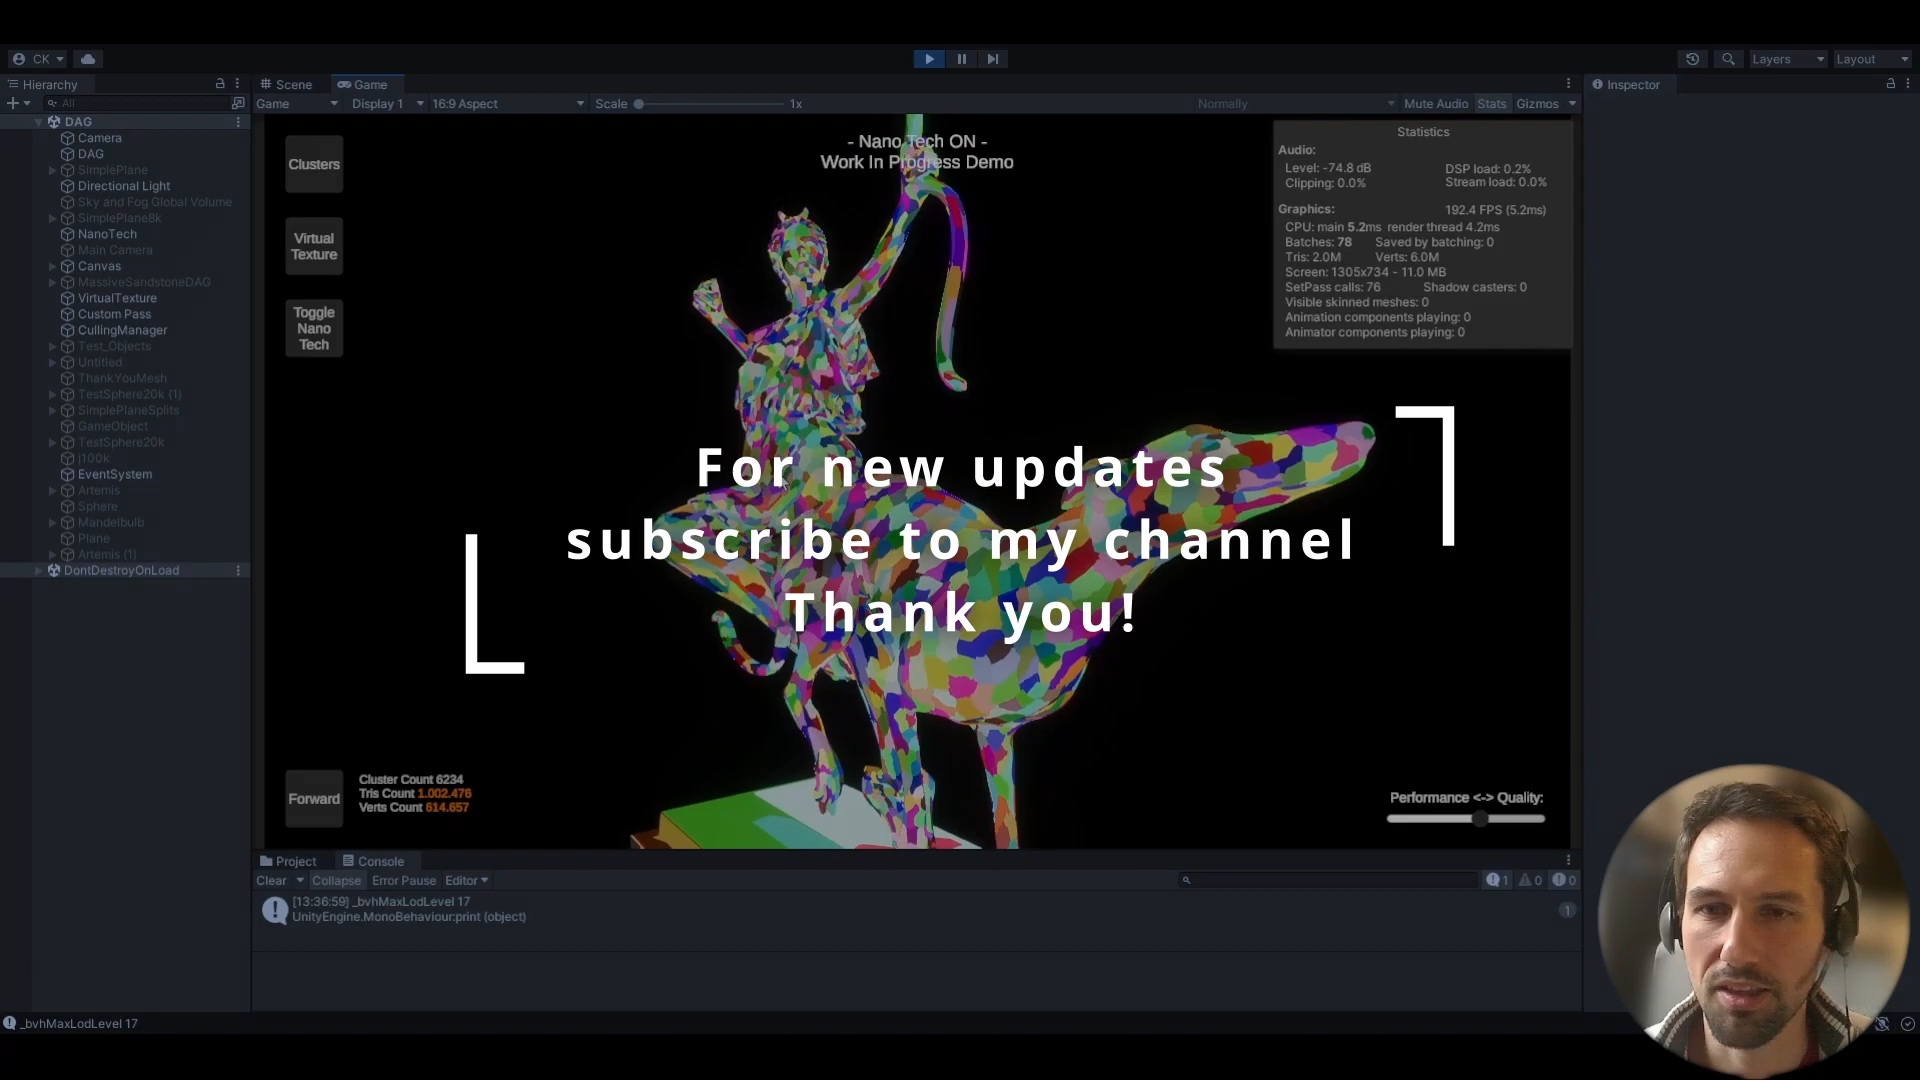 CK
Layers
Layout
Hierarchy
Scene
Game
Inspector
All
Game
Display 1
16:9 Aspect
Scale
1x
Normally
Mute Audio
Stats
Gizmos
DAG
Camera
DAG
SimplePlane
Directional Light
Sky and Fog Global Volume
SimplePlane8k
NanoTech
Main Camera
Canvas
MassiveSandstoneDAG
VirtualTexture
Custom Pass
CullingManager
Test_Objects
Untitled
ThankYouMesh
TestSphere20k (1)
SimplePlaneSplits
GameObject
TestSphere20k
j100k
EventSystem
Artemis
Sphere
Mandelbulb
Plane
Artemis (1)
DontDestroyOnLoad
Clusters
Virtual
Texture
Toggle
Nano
Tech
- Nano Tech ON -
Work In Progress Demo
Statistics
Audio:
Level: -74.8 dB
DSP load: 0.2%
Clipping: 0.0%
Stream load: 0.0%
Graphics:
192.4 FPS (5.2ms)
CPU: main 5.2ms render thread 4.2ms
Batches: 78 Saved by batching: 0
Tris: 2.0M Verts: 6.0M
Screen: 1305x734 - 11.0 MB
SetPass calls: 76 Shadow casters: 0
Visible skinned meshes: 0
Animation components playing: 0
Animator components playing: 0
For new updates
subscribe to my channel
Thank you!
Forward
Cluster Count 6234
Tris Count 1.002.476
Verts Count 614.657
Performance <-> Quality:
Project
Console
Clear
Collapse
Error Pause
Editor
1
0
0
[13:36:59] _bvhMaxLodLevel 17
UnityEngine.MonoBehaviour:print (object)
1
_bvhMaxLodLevel 17